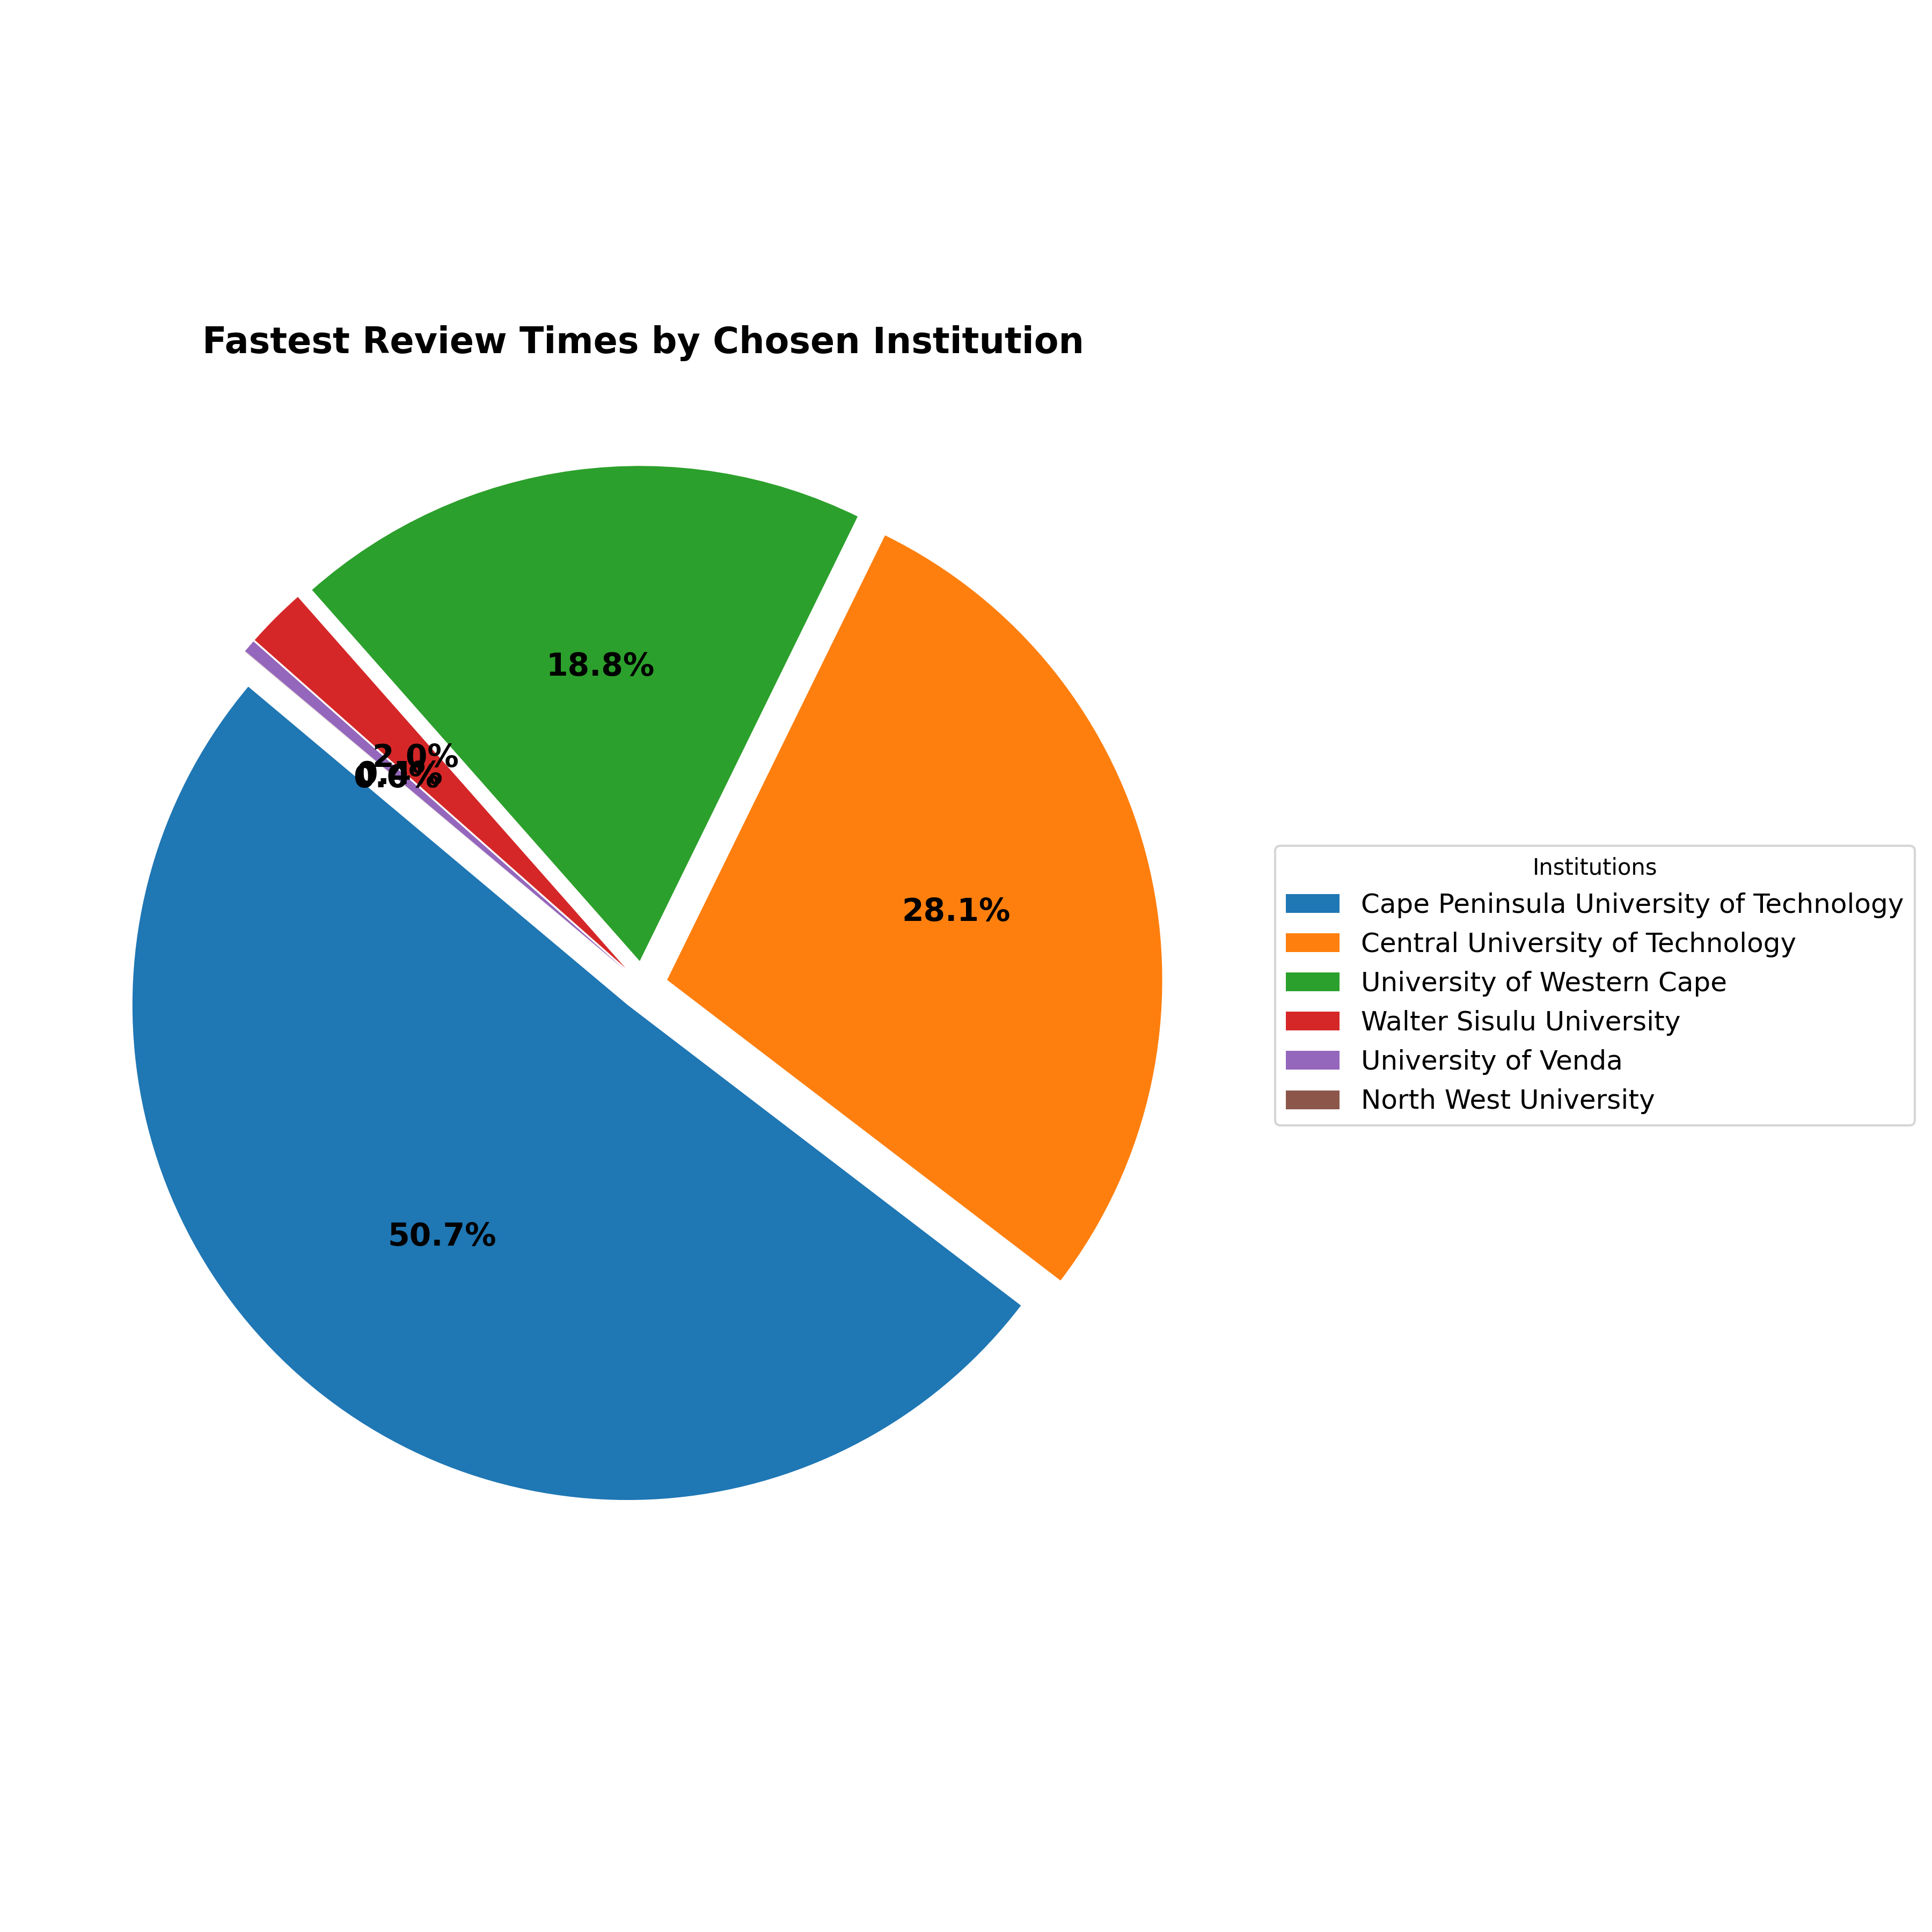 Fastest Review Times by Chosen Institution
18.8%
2.0%
28.1%
50.7%
Institutions
Cape Peninsula University of Technology
Central University of Technology
University of Western Cape
Walter Sisulu University
University of Venda
North West University